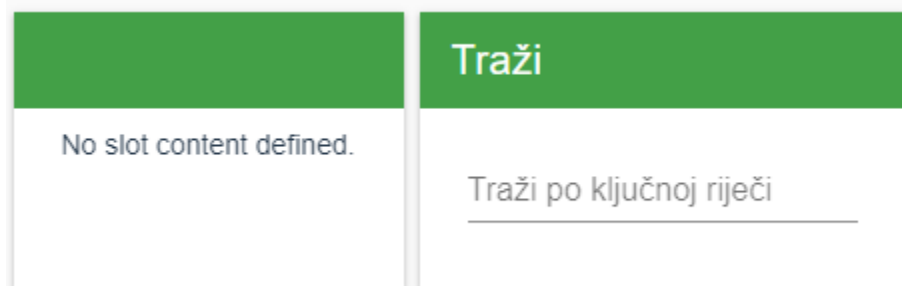 Traži
No slot content defined.
Traži po ključnoj riječi